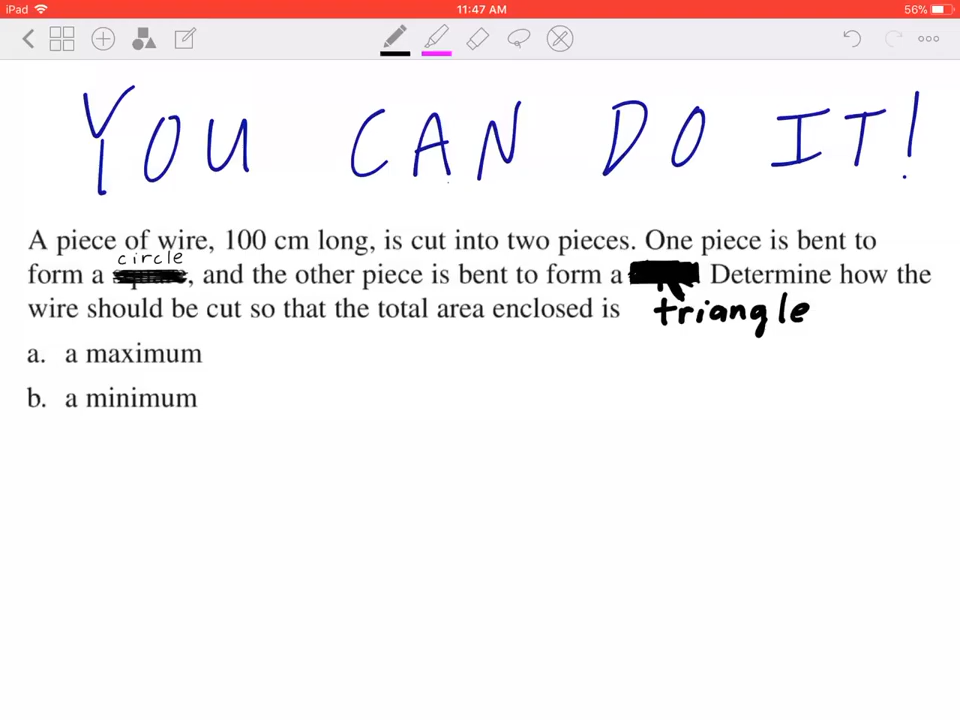 iPad 11:47 AM 56%
YOU CAN DO IT!
A piece of wire, 100 cm long, is cut into two pieces. One piece is bent to
circle
form a square, and the other piece is bent to form a . Determine how the
wire should be cut so that the total area enclosed is triangle
a. a maximum
b. a minimum